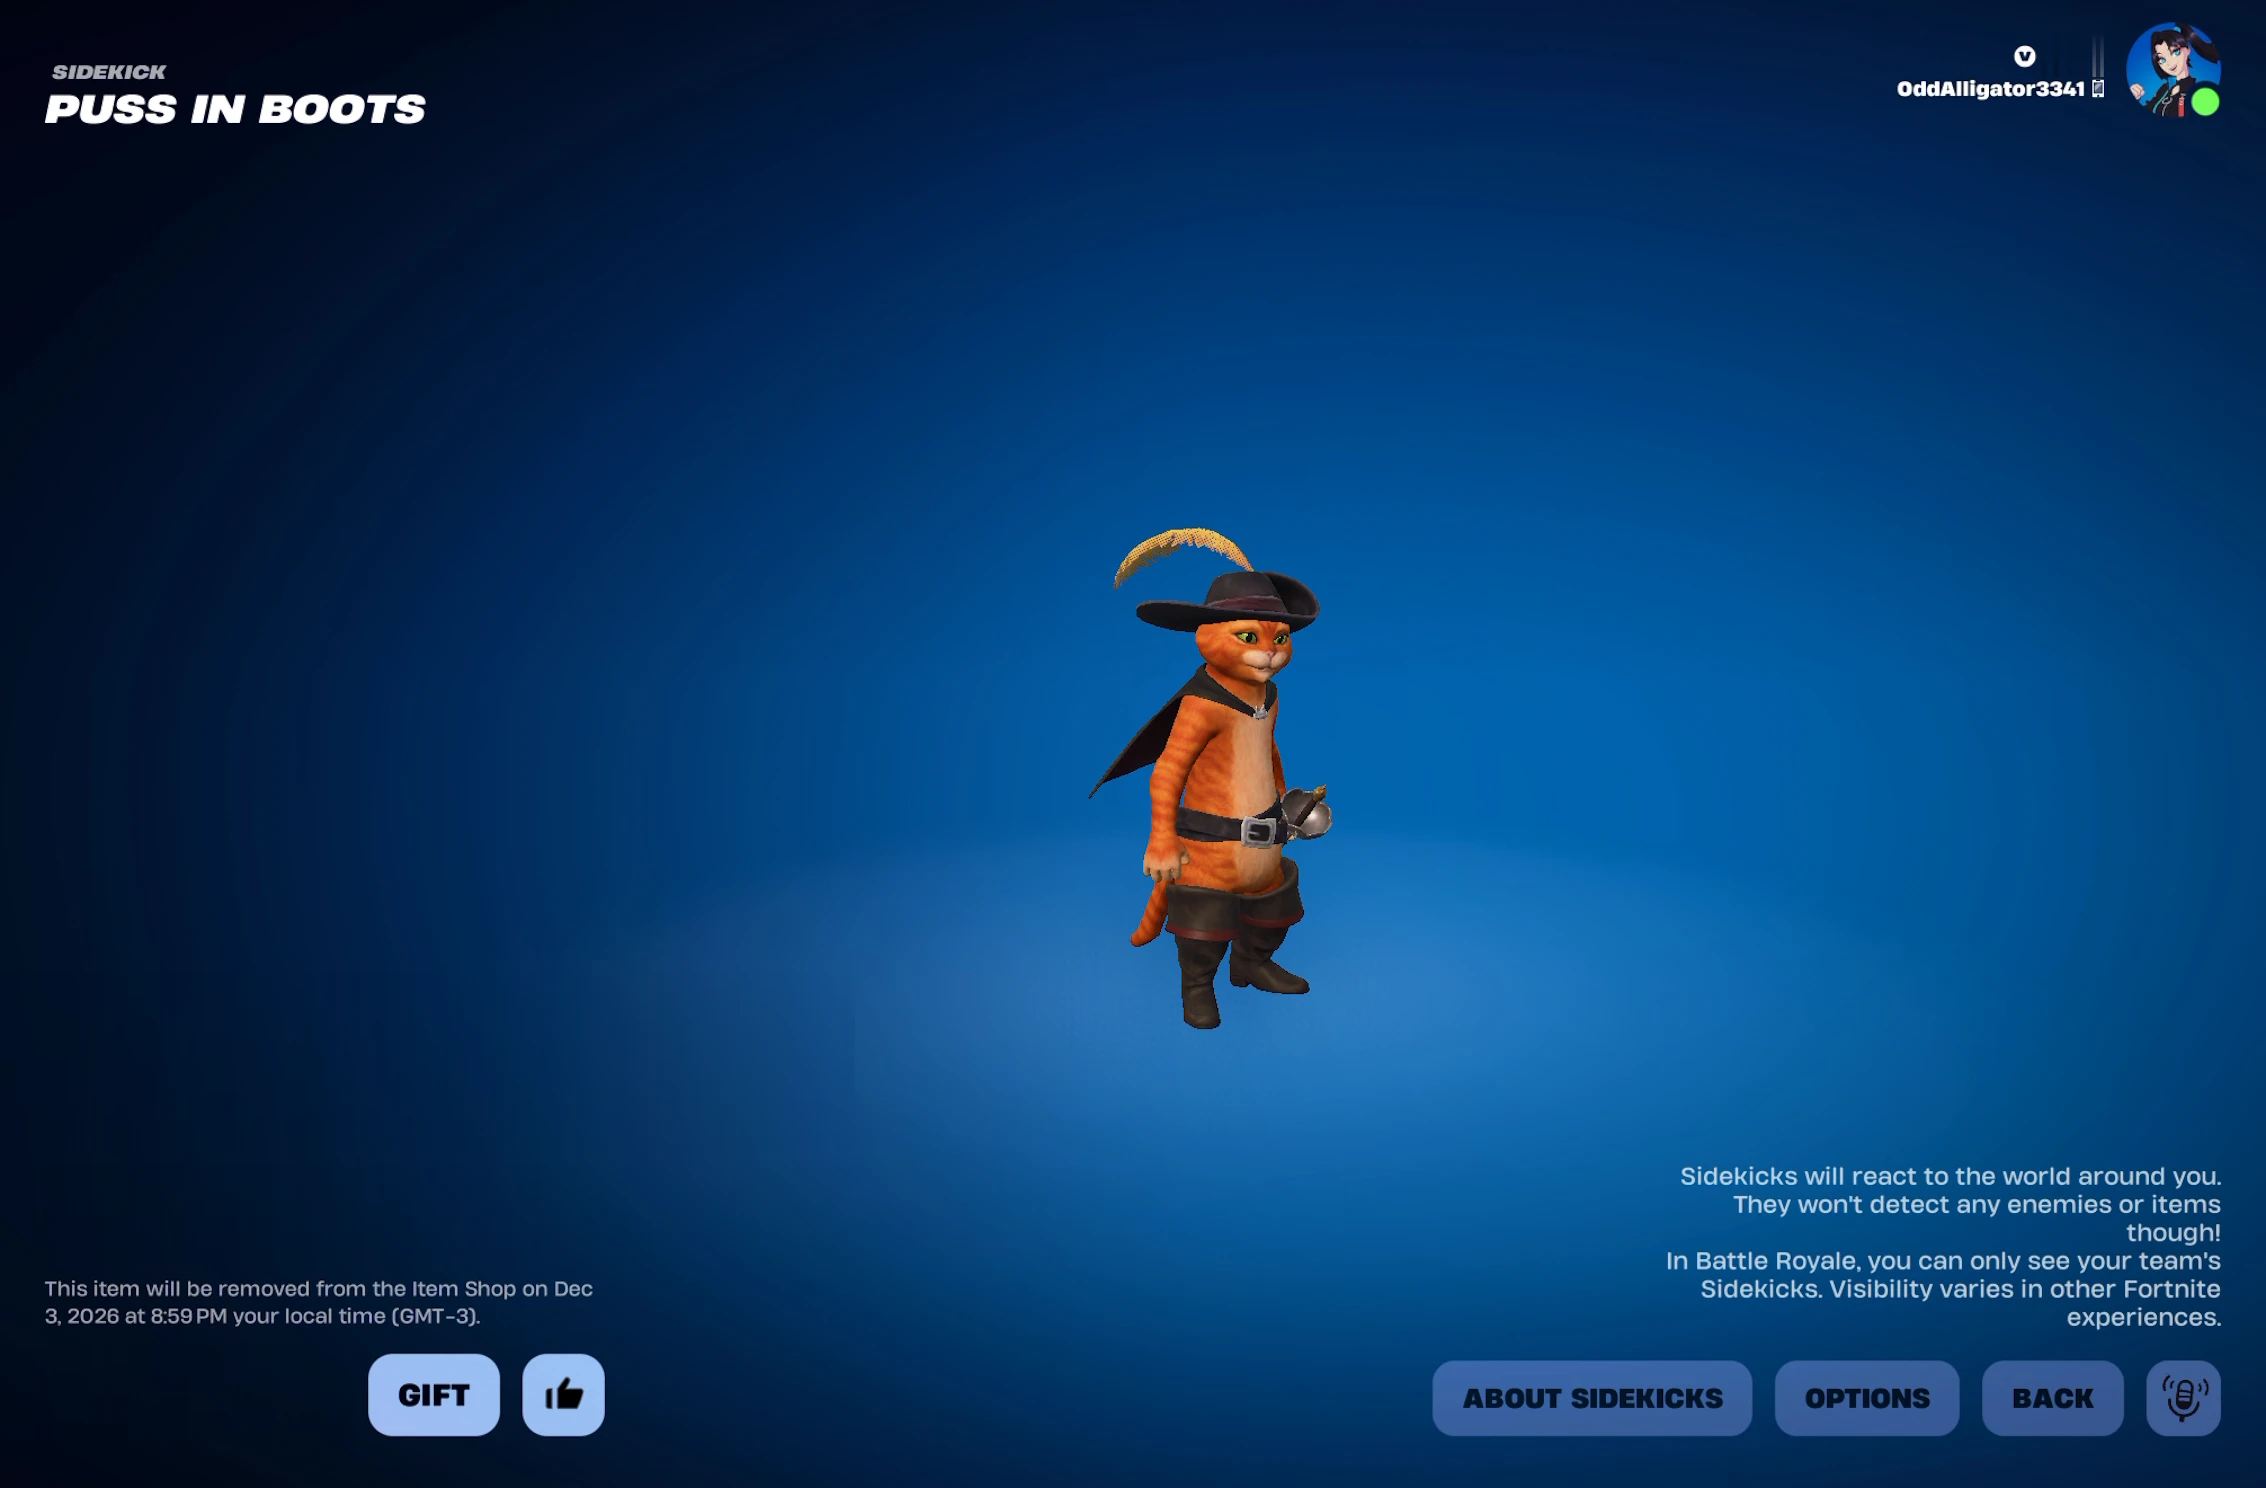 SIDEKICK
PUSS IN BOOTS
OddAlligator3341
This item will be removed from the Item Shop on Dec
3, 2026 at 8:59 PM your local time (GMT-3).
GIFT
Sidekicks will react to the world around you.
They won't detect any enemies or items
though!
In Battle Royale, you can only see your team's
Sidekicks. Visibility varies in other Fortnite
experiences.
ABOUT SIDEKICKS
OPTIONS
BACK